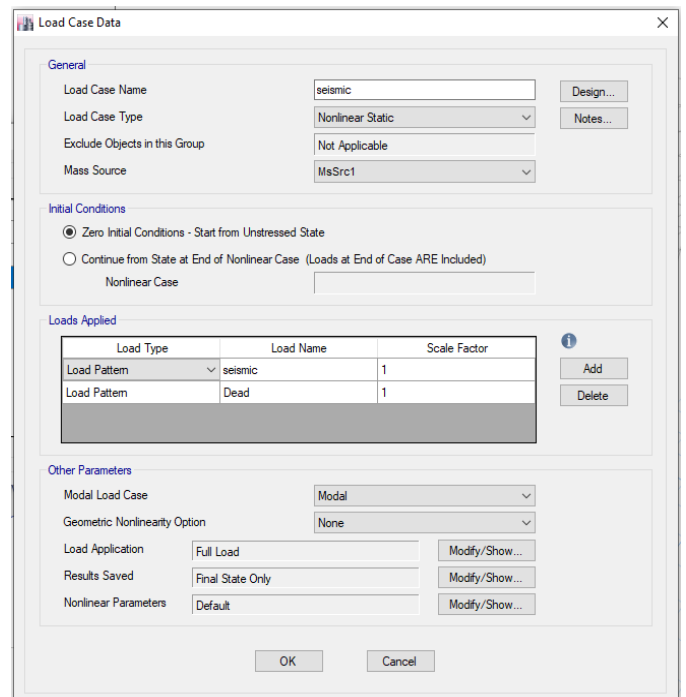 Load Case Data
General
Load Case Name seismic Design...
Load Case Type Nonlinear Static Notes...
Exclude Objects in this Group Not Applicable
Mass Source MsSrc1
Initial Conditions
Zero Initial Conditions - Start from Unstressed State
Continue from State at End of Nonlinear Case (Loads at End of Case ARE Included)
Nonlinear Case
Loads Applied
Load Type Load Name Scale Factor
Load Pattern seismic 1 Add
Load Pattern Dead 1 Delete
Other Parameters
Modal Load Case Modal
Geometric Nonlinearity Option None
Load Application Full Load Modify/Show...
Results Saved Final State Only Modify/Show...
Nonlinear Parameters Default Modify/Show...
OK Cancel